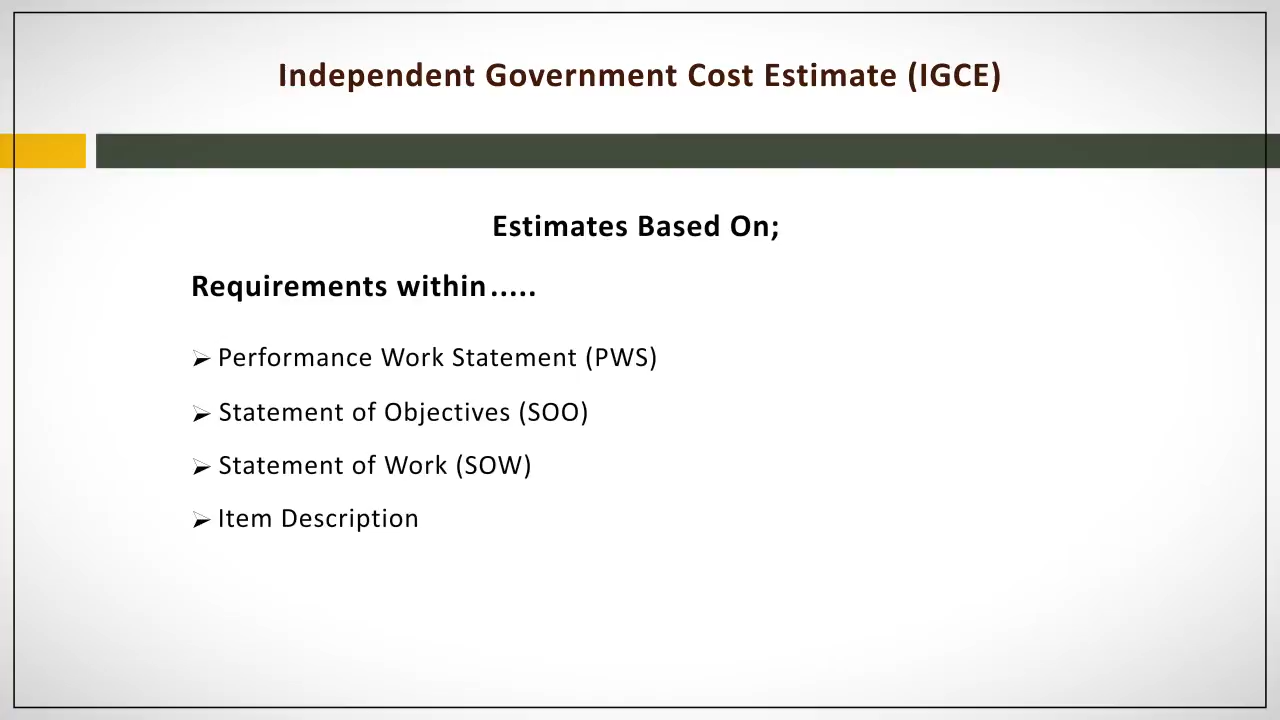 Independent Government Cost Estimate (IGCE)
Estimates Based On;
Requirements within.....
Performance Work Statement (PWS)
Statement of Objectives (SOO)
Statement of Work (SOW)
Item Description